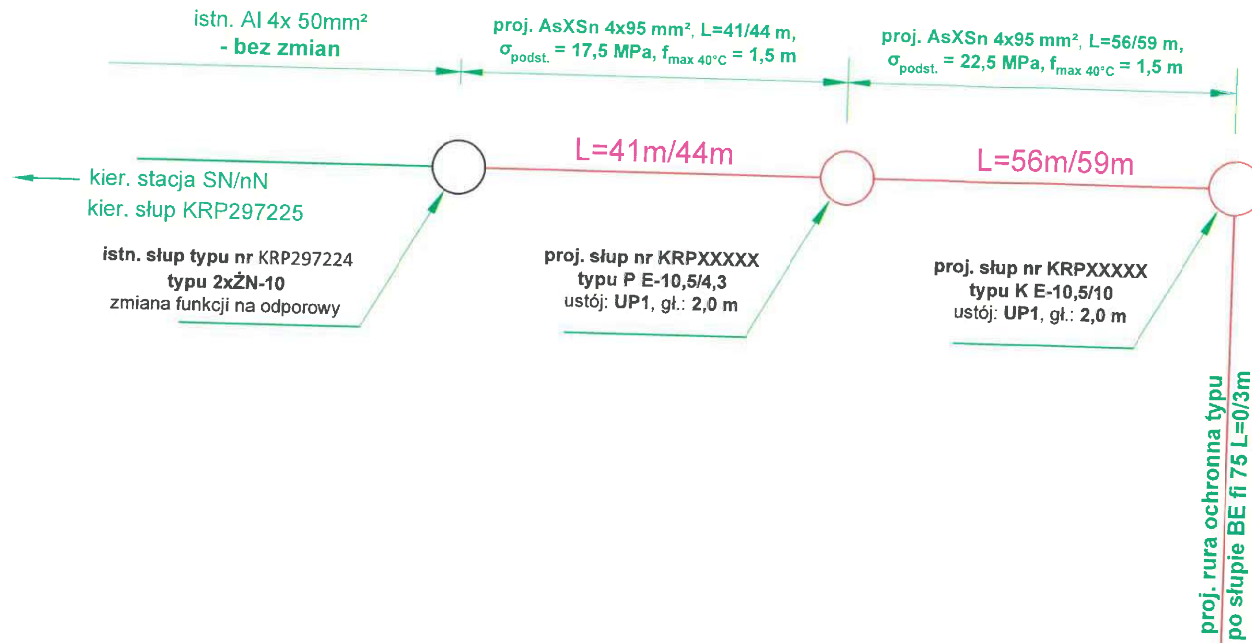 istn. Al 4x 50mm²
- bez zmian
proj. AsXSn 4x95 mm², L=41/44 m,
σpodst. = 17,5 MPa, fmax 40°C = 1,5 m
proj. AsXSn 4x95 mm², L=56/59 m,
σpodst. = 22,5 MPa, fmax 40°C = 1,5 m
L=41m/44m
L=56m/59m
kier. stacja SN/nN
kier. słup KRP297225
istn. słup typu nr KRP297224
typu 2xŻN-10
zmiana funkcji na odporowy
proj. słup nr KRPXXXXX
typu P E-10,5/4,3
ustój: UP1, gł.: 2,0 m
proj. słup nr KRPXXXXX
typu K E-10,5/10
ustój: UP1, gł.: 2,0 m
proj. rura ochronna typu
po słupie BE fi 75 L=0/3m